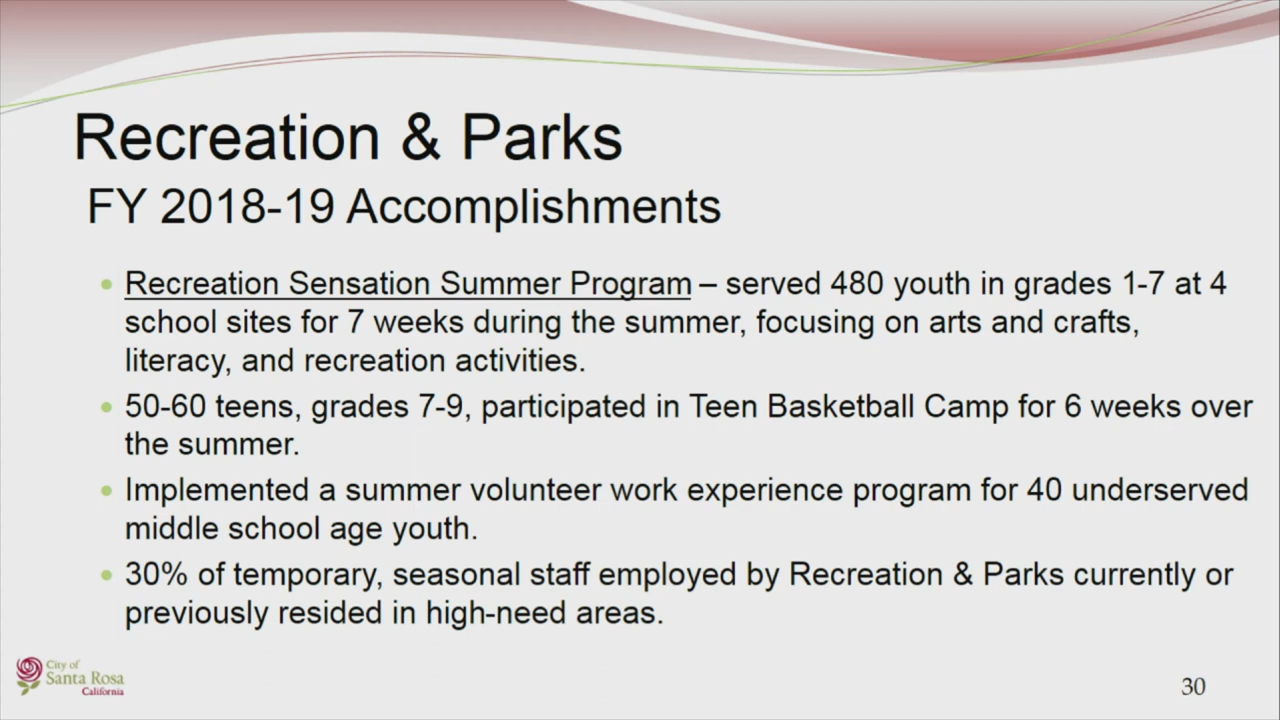 Recreation & Parks
FY 2018-19 Accomplishments
• Recreation Sensation Summer Program – served 480 youth in grades 1-7 at 4
school sites for 7 weeks during the summer, focusing on arts and crafts,
literacy, and recreation activities.
• 50-60 teens, grades 7-9, participated in Teen Basketball Camp for 6 weeks over
the summer.
• Implemented a summer volunteer work experience program for 40 underserved
middle school age youth.
• 30% of temporary, seasonal staff employed by Recreation & Parks currently or
previously resided in high-need areas.
City of
Santa Rosa
California
30